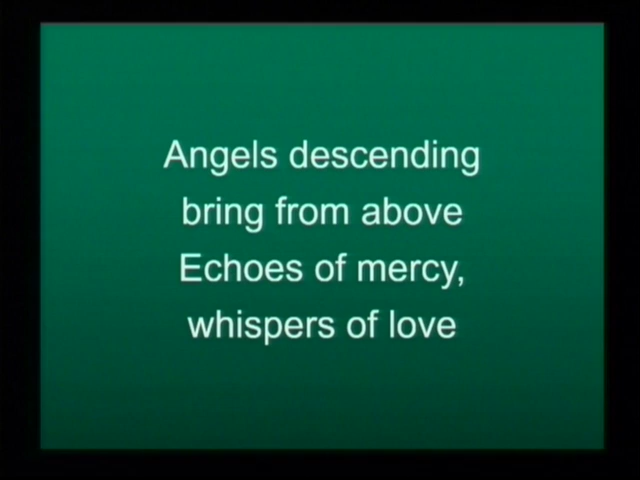 Angels descending
bring from above
Echoes of mercy,
whispers of love